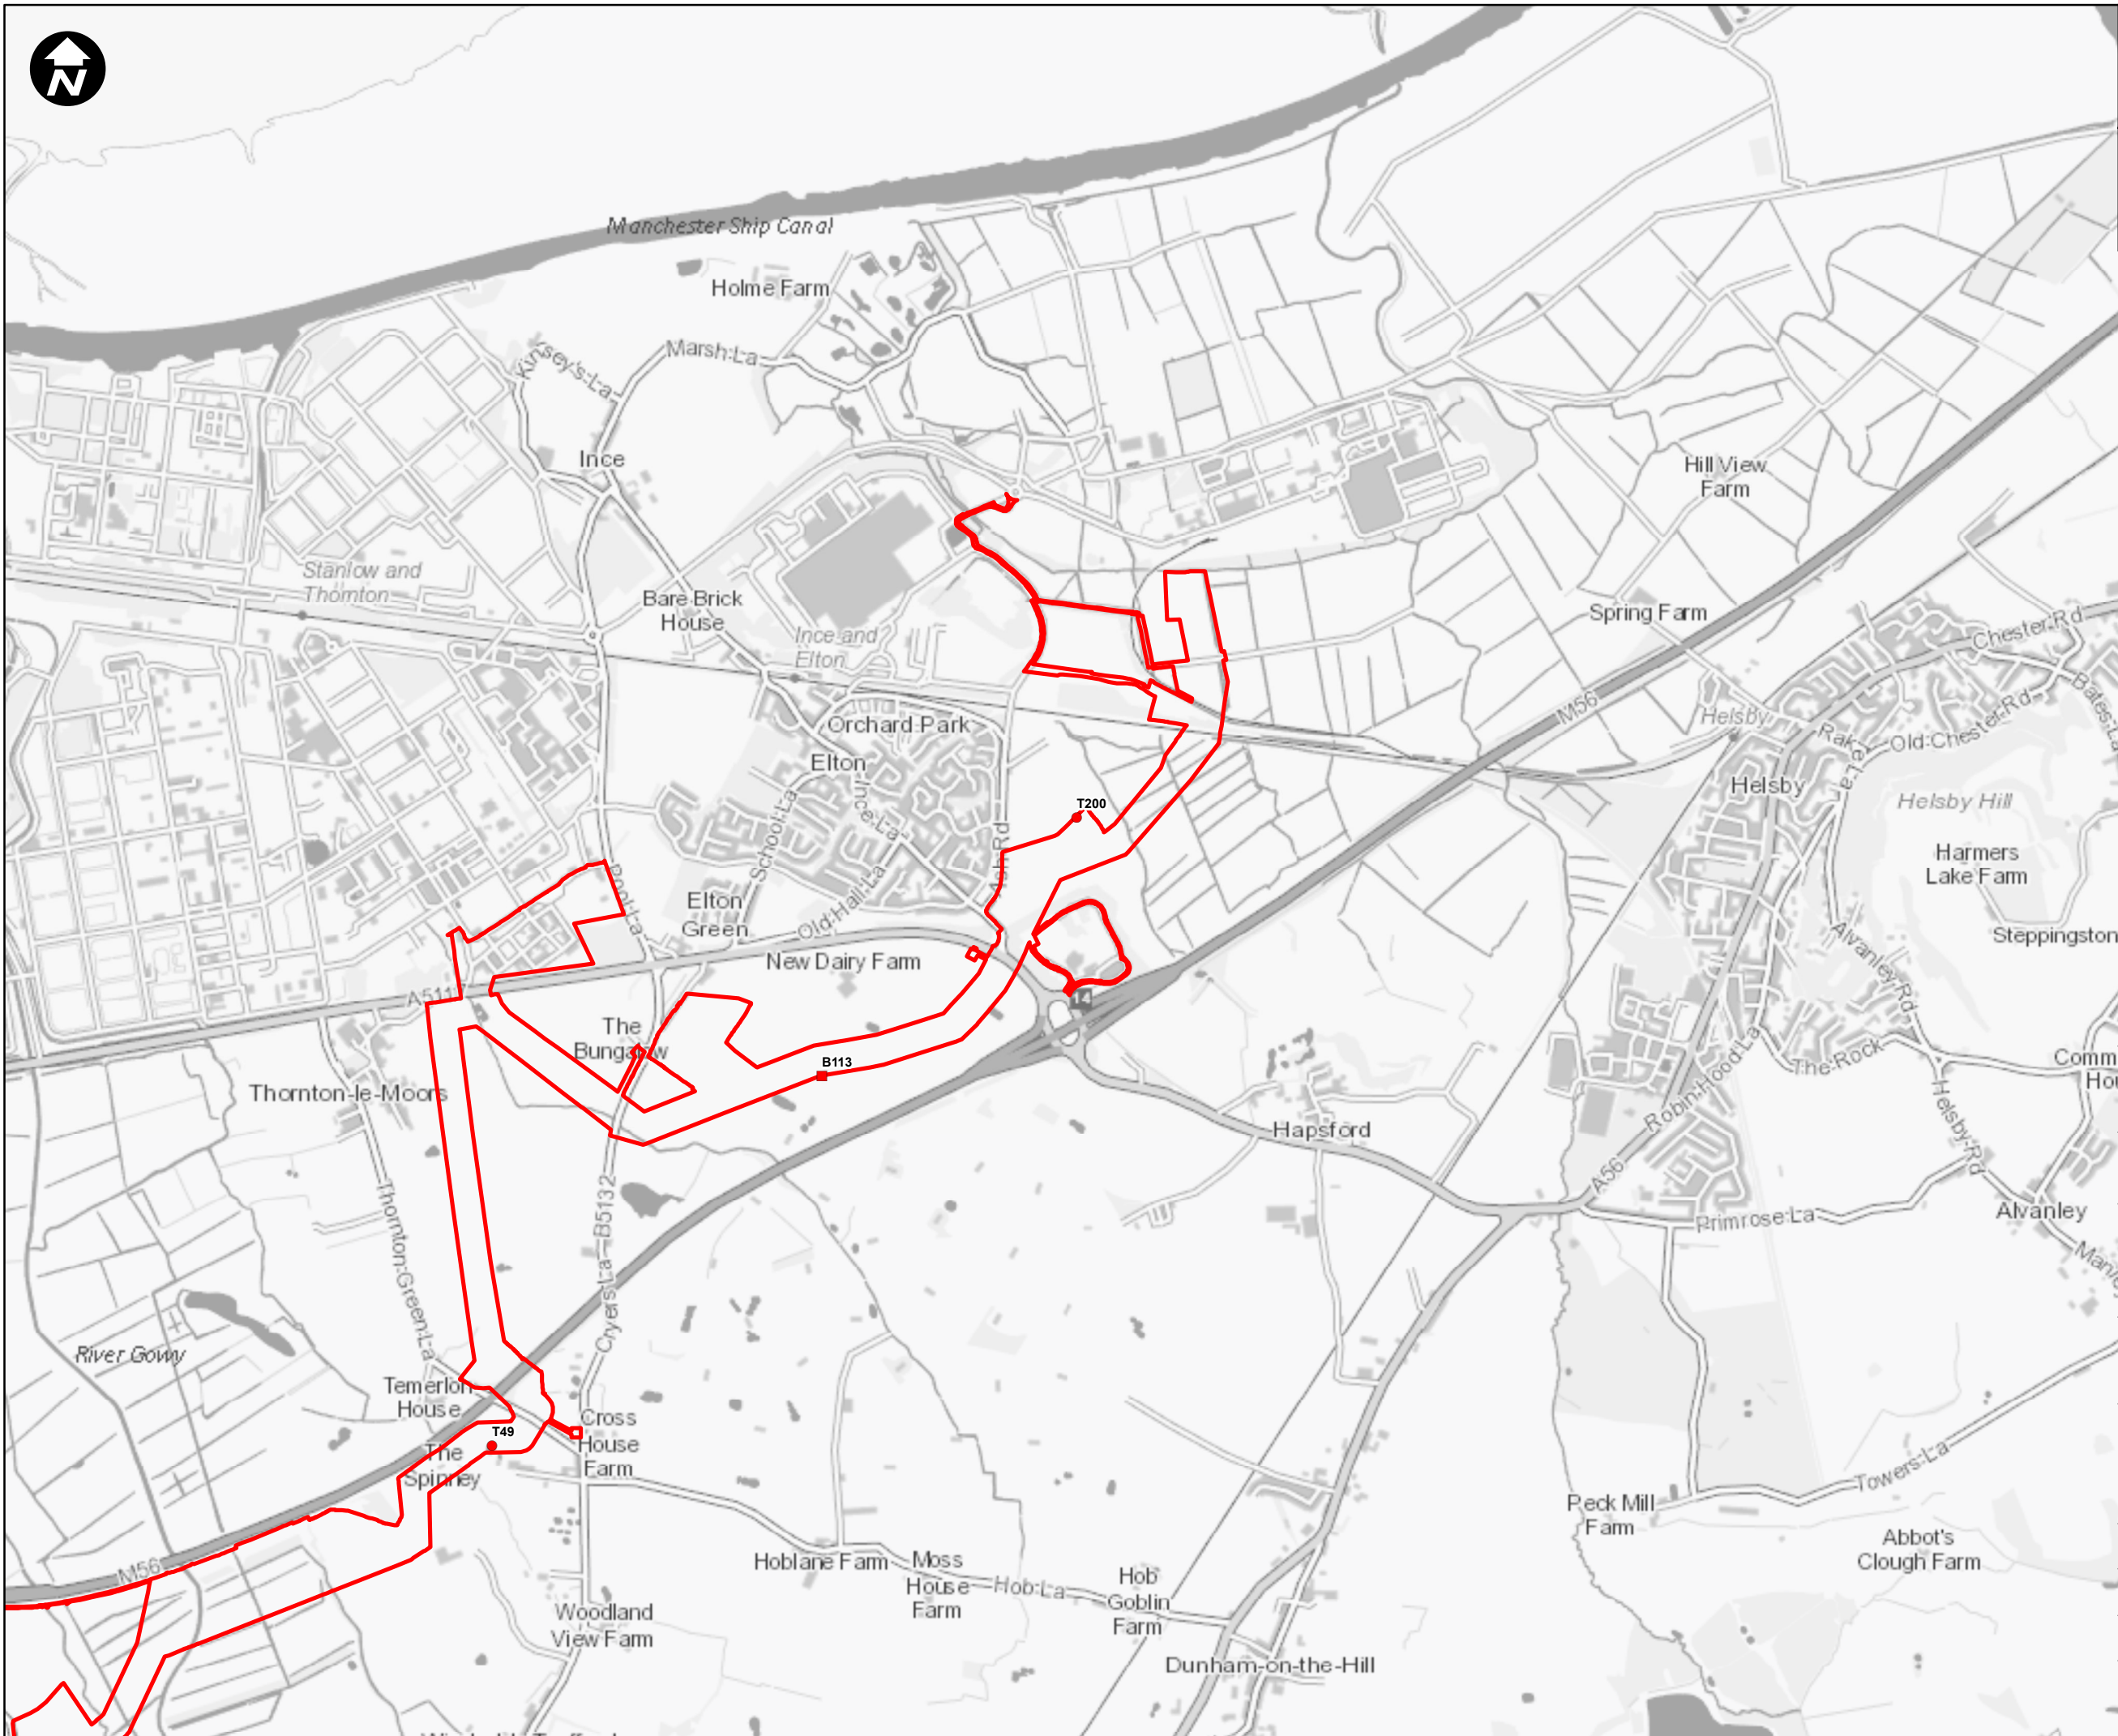 N
Manchester Ship Canal
Holme Farm
Marsh La
Kinsey's La
Ince
Hill View
Farm
Stanlow and
Thornton
Bare Brick
House
Ince and
Elton
Spring Farm
Chester Rd
Bates La
M56
Helsby
Rake La
Old Chester Rd
Orchard Park
Elton
Ince La
School La
Helsby
Helsby Hill
T200
Ash Rd
Harmers
Lake Farm
Pool La
Elton
Green
Old Hall La
Alvanley Rd
Steppingston
New Dairy Farm
A5117
14
The
Bungalow
B113
The Rock
Comm
Hou
Thornton-le-Moors
Robin Hood La
Helsby Rd
Hapsford
A56
Thornton Green La
Cryers La B5132
Primrose La
Alvanley
River Gowy
Temerlon
House
Cross
House
Farm
T49
The
Spinney
Towers La
Peck Mill
Farm
Abbot's
Clough Farm
M56
Hoblane Farm
Moss
House
Farm
Hob La
Hob
Goblin
Farm
Woodland
View Farm
Dunham-on-the-Hill